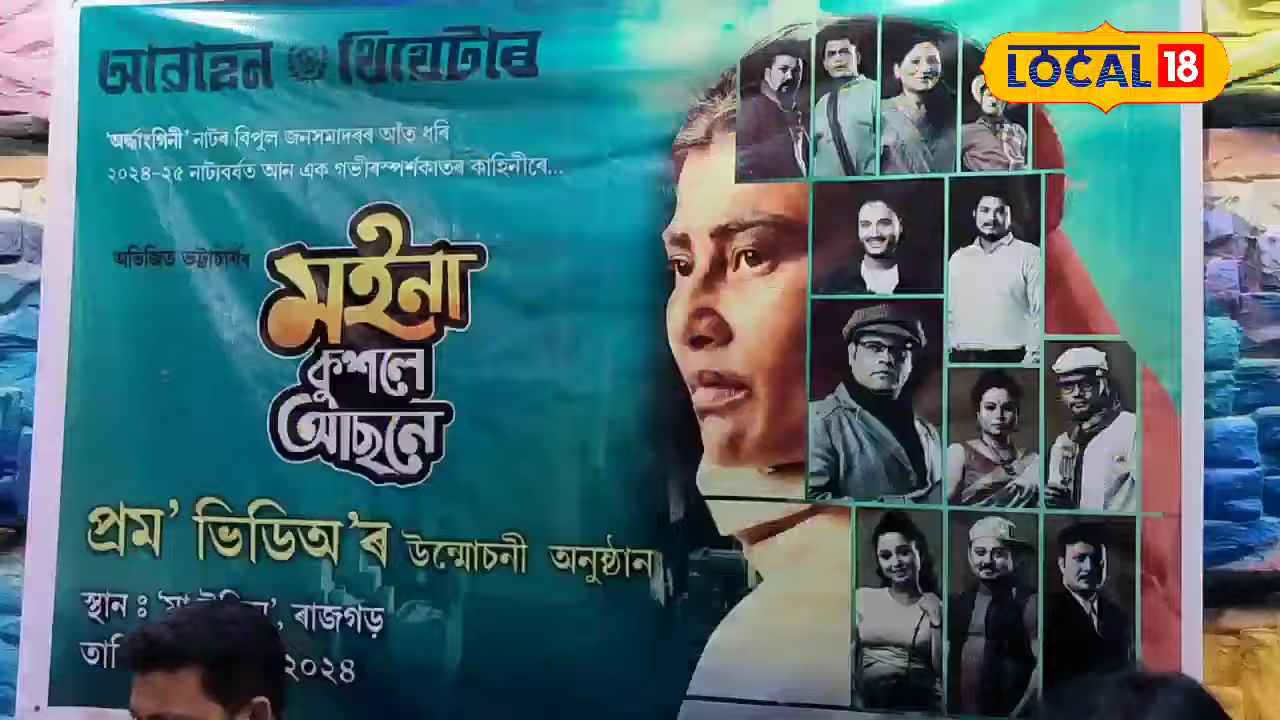 LOCAL 18
আৱাহন থিয়েটাৰ
'অৰ্দ্ধাংগিনী' নাটৰ বিপুল জনসমাদৰৰ আঁত ধৰি
২০২৪-২৫ নাট্যবৰ্ষত আন এক গভীৰস্পৰ্শকাতৰ কাহিনীৰে...
অভিজিত ভট্টাচাৰ্যৰ
মইনা
কুশলে
আছনে
প্ৰম' ভিডিঅ'ৰ উন্মোচনী অনুষ্ঠান
স্থান ঃ ৰাজগড়
২০২৪